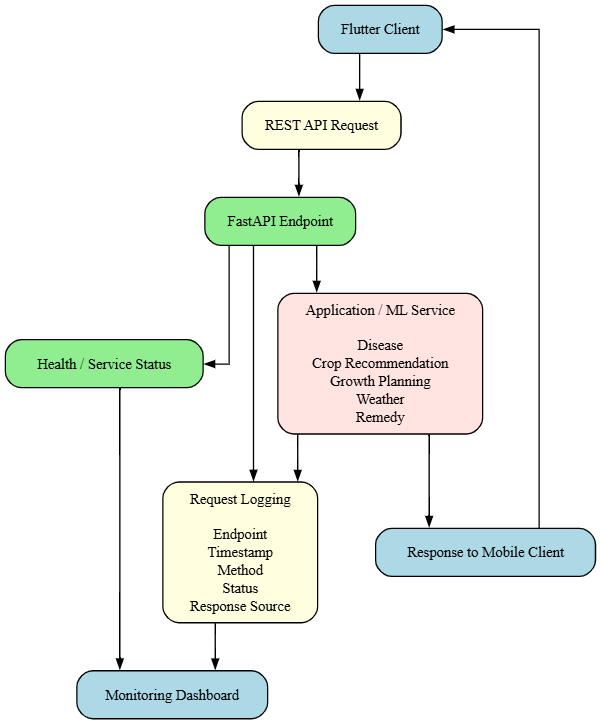 Flutter Client
REST API Request
FastAPI Endpoint
Application / ML Service
Disease
Crop Recommendation
Growth Planning
Weather
Remedy
Health / Service Status
Request Logging
Endpoint
Timestamp
Method
Status
Response Source
Response to Mobile Client
Monitoring Dashboard